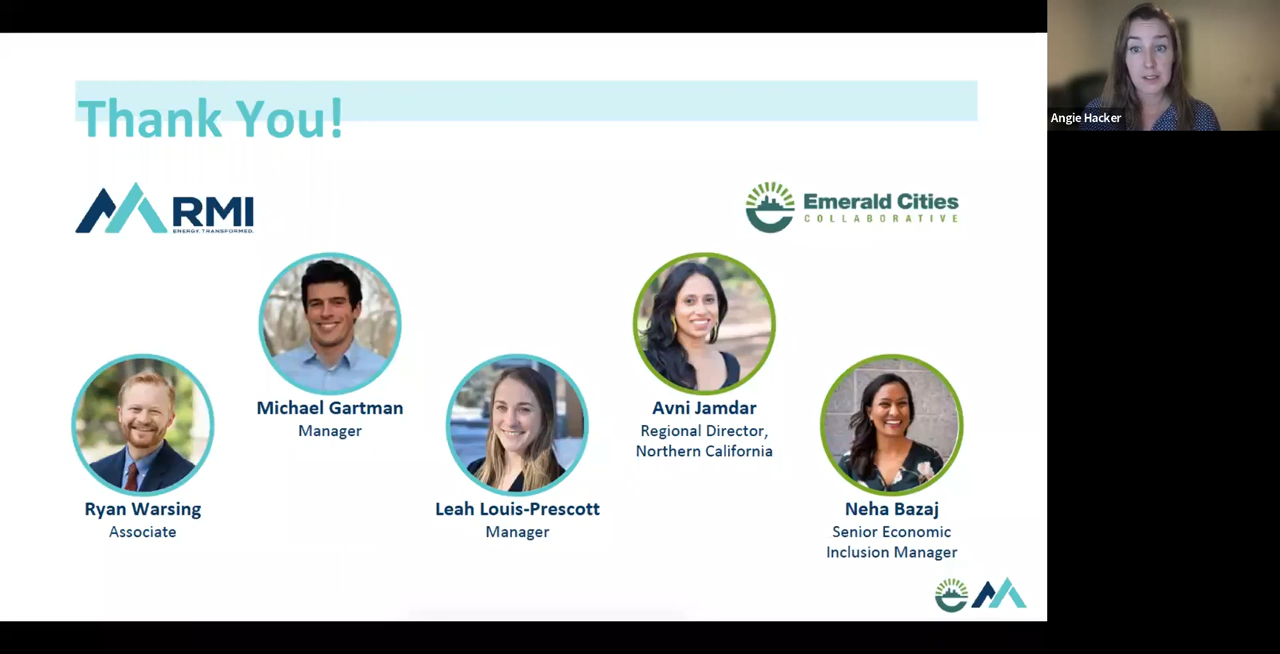 Thank You!
Angie Hacker
RMI
ENERGY. TRANSFORMED.
Emerald Cities
COLLABORATIVE
Michael Gartman
Manager
Avni Jamdar
Regional Director,
Northern California
Ryan Warsing
Associate
Leah Louis-Prescott
Manager
Neha Bazaj
Senior Economic
Inclusion Manager